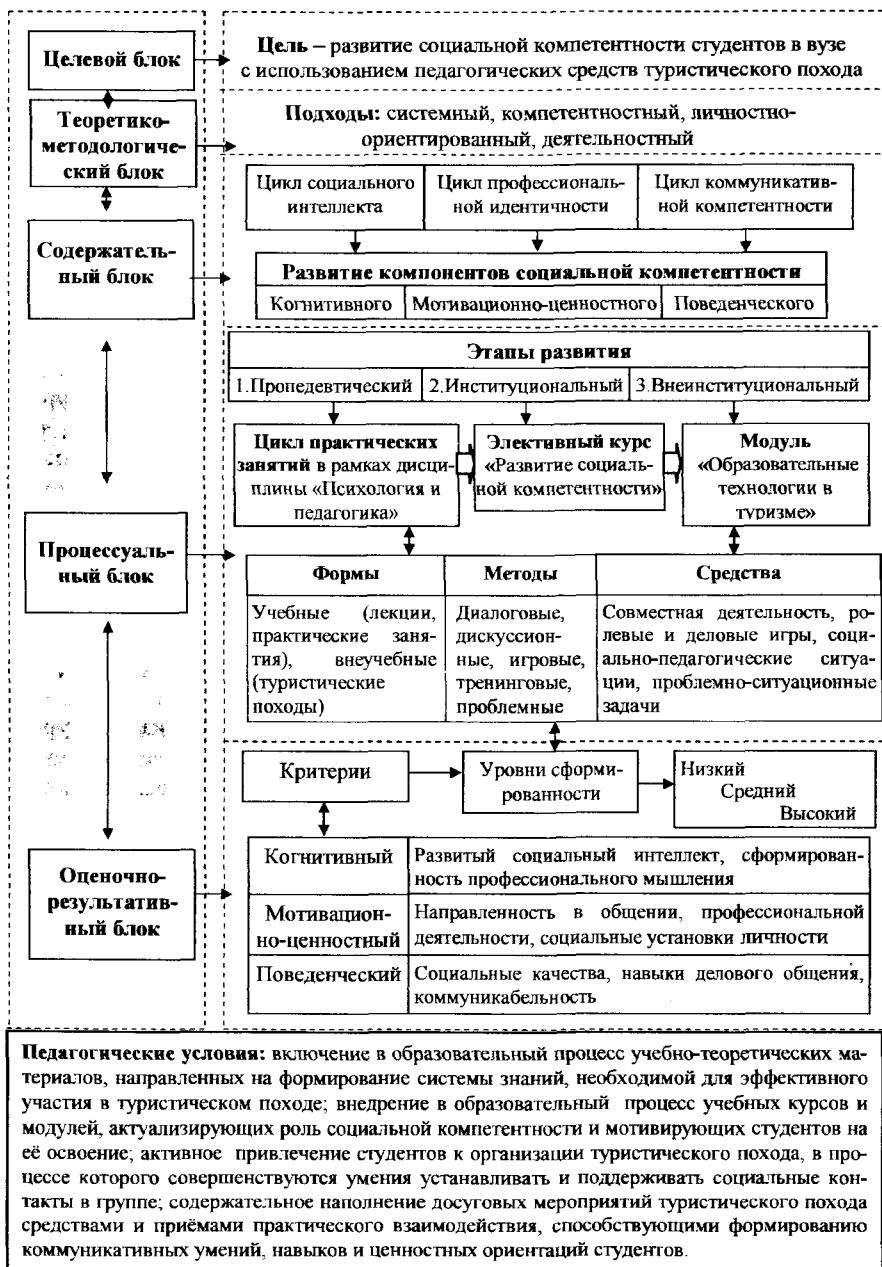 Целевой блок
Цель – развитие социальной компетентности студентов в вузе
с использованием педагогических средств туристического похода
Теоретико-
методологиче-
ский блок
Подходы: системный, компетентностный, личностно-
ориентированный, деятельностный
Содержатель-
ный блок
Цикл социального
интеллекта
Цикл профессиональ-
ной идентичности
Цикл коммуникатив-
ной компетентности
Развитие компонентов социальной компетентности
Когнитивного
Мотивационно-ценностного
Поведенческого
Процессуаль-
ный блок
Этапы развития
1.Пропедевтический
2.Институциональный
3.Внеинституциональный
Цикл практических
занятий в рамках дисци-
плины «Психология и
педагогика»
Элективный курс
«Развитие социаль-
ной компетентности»
Модуль
«Образовательные
технологии в
туризме»
Формы
Методы
Средства
Учебные (лекции,
практические заня-
тия), внеучебные
(туристические
походы)
Диалоговые,
дискуссион-
ные, игровые,
тренинговые,
проблемные
Совместная деятельность, ро-
левые и деловые игры, соци-
ально-педагогические ситуа-
ции, проблемно-ситуационные
задачи
Оценочно-
результатив-
ный блок
Критерии
Уровни сформи-
рованности
Низкий
Средний
Высокий
Когнитивный
Развитый социальный интеллект, сформирован-
ность профессионального мышления
Мотивацион-
но-ценностный
Направленность в общении, профессиональной
деятельности, социальные установки личности
Поведенческий
Социальные качества, навыки делового общения,
коммуникабельность
Педагогические условия: включение в образовательный процесс учебно-теоретических ма-
териалов, направленных на формирование системы знаний, необходимой для эффективного
участия в туристическом походе; внедрение в образовательный процесс учебных курсов и
модулей, актуализирующих роль социальной компетентности и мотивирующих студентов на
её освоение; активное привлечение студентов к организации туристического похода, в про-
цессе которого совершенствуются умения устанавливать и поддерживать социальные кон-
такты в группе; содержательное наполнение досуговых мероприятий туристического похода
средствами и приёмами практического взаимодействия, способствующими формированию
коммуникативных умений, навыков и ценностных ориентаций студентов.